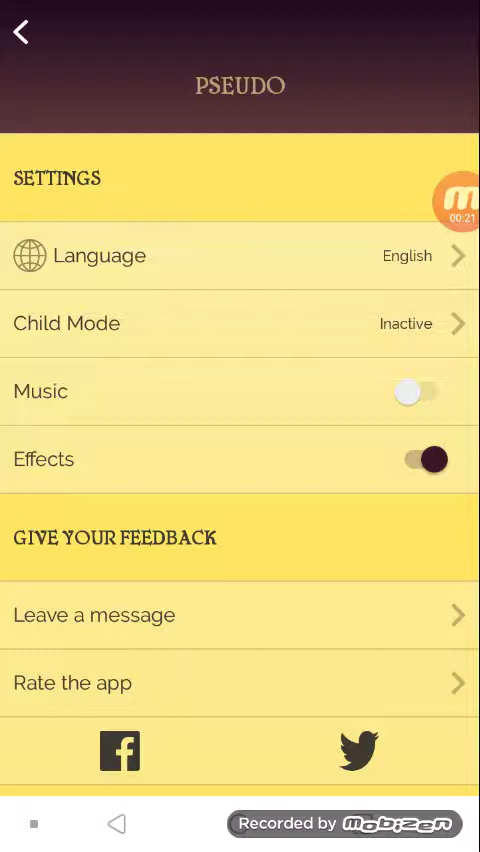 PSEUDO
SETTINGS
00:21
Language English
Child Mode Inactive
Music
Effects
GIVE YOUR FEEDBACK
Leave a message
Rate the app
Recorded by mobizen